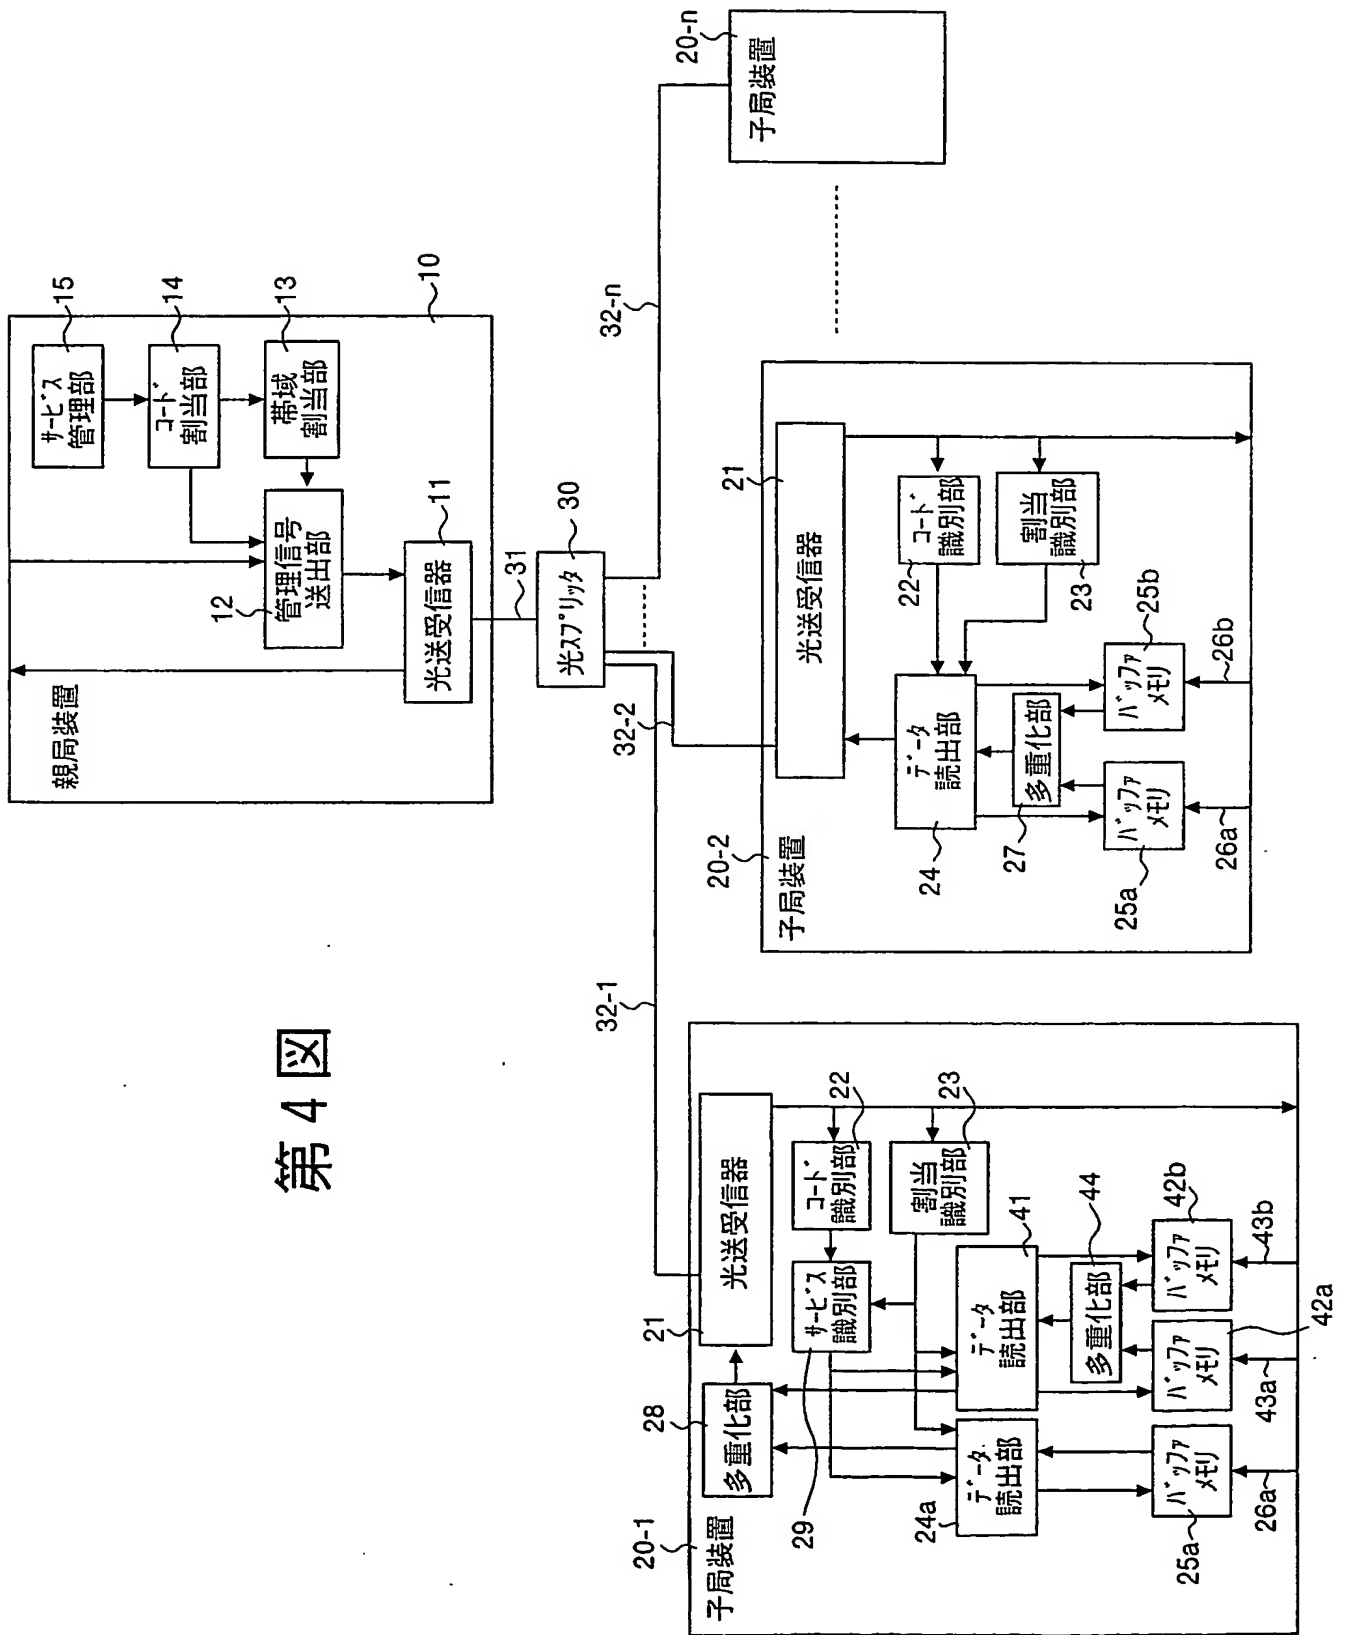 第4図
親局装置
10
サービス
管理部
15
コード
割当部
14
帯域
割当部
13
管理信号
送出部
12
光送受信器
11
31
光スプリッタ
30
32-1
32-2
32-n
20-1
子局装置
光送受信器
21
多重化部
28
コード
識別部
22
サービス
識別部
29
割当
識別部
23
データ
読出部
24a
データ
読出部
41
多重化部
44
バッファ
メモリ
25a
バッファ
メモリ
42a
バッファ
メモリ
42b
26a
43a
43b
20-2
子局装置
光送受信器
21
コード
識別部
22
割当
識別部
23
データ
読出部
24
多重化部
27
バッファ
メモリ
25a
バッファ
メモリ
25b
26a
26b
20-n
子局装置